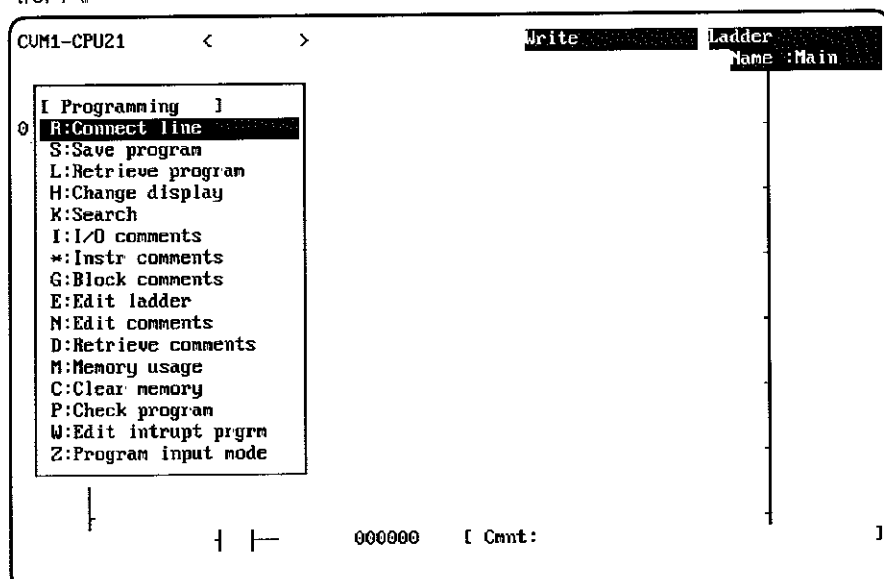 CVM1-CPU21 < > Write Ladder
Name :Main
[ Programming ]
0 R:Connect line
S:Save program
L:Retrieve program
H:Change display
K:Search
I:I/O comments
*:Instr comments
G:Block comments
E:Edit ladder
N:Edit comments
D:Retrieve comments
M:Memory usage
C:Clear memory
P:Check program
W:Edit intrupt prgrm
Z:Program input mode
000000 [ Cmnt: ]